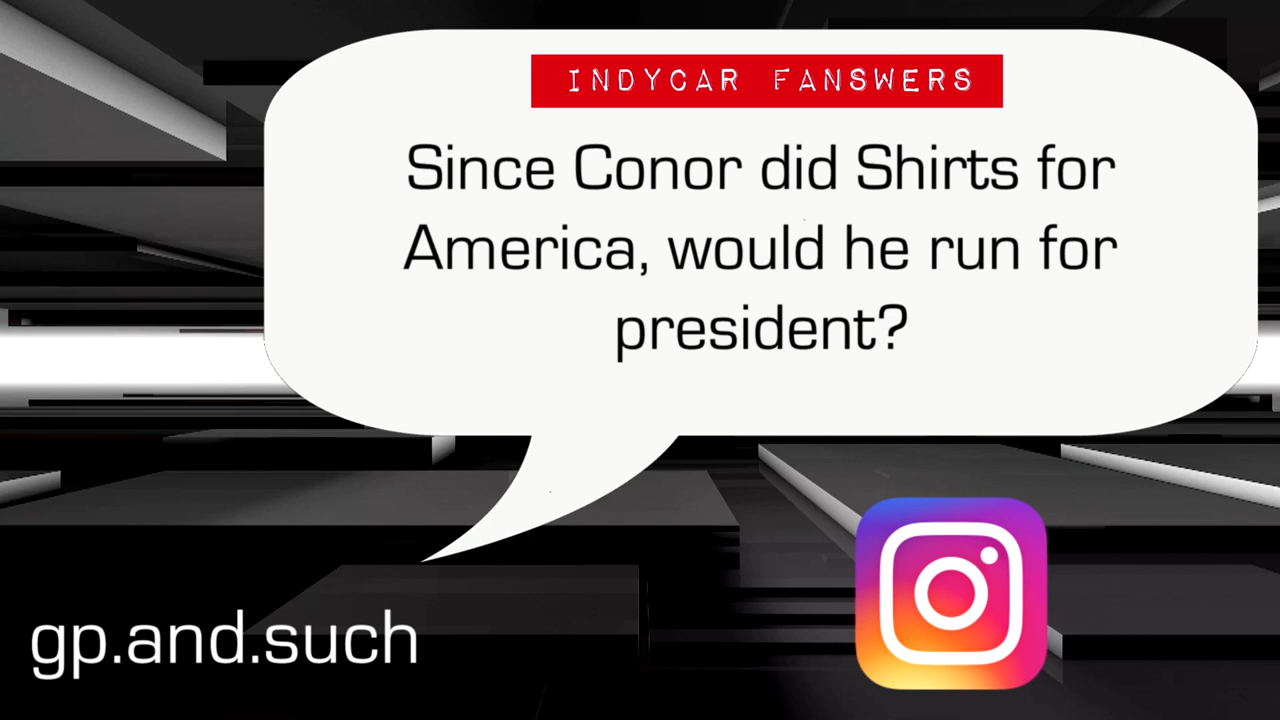 INDYCAR FANSWERS
Since Conor did Shirts for
America, would he run for
president?
gp.and.such